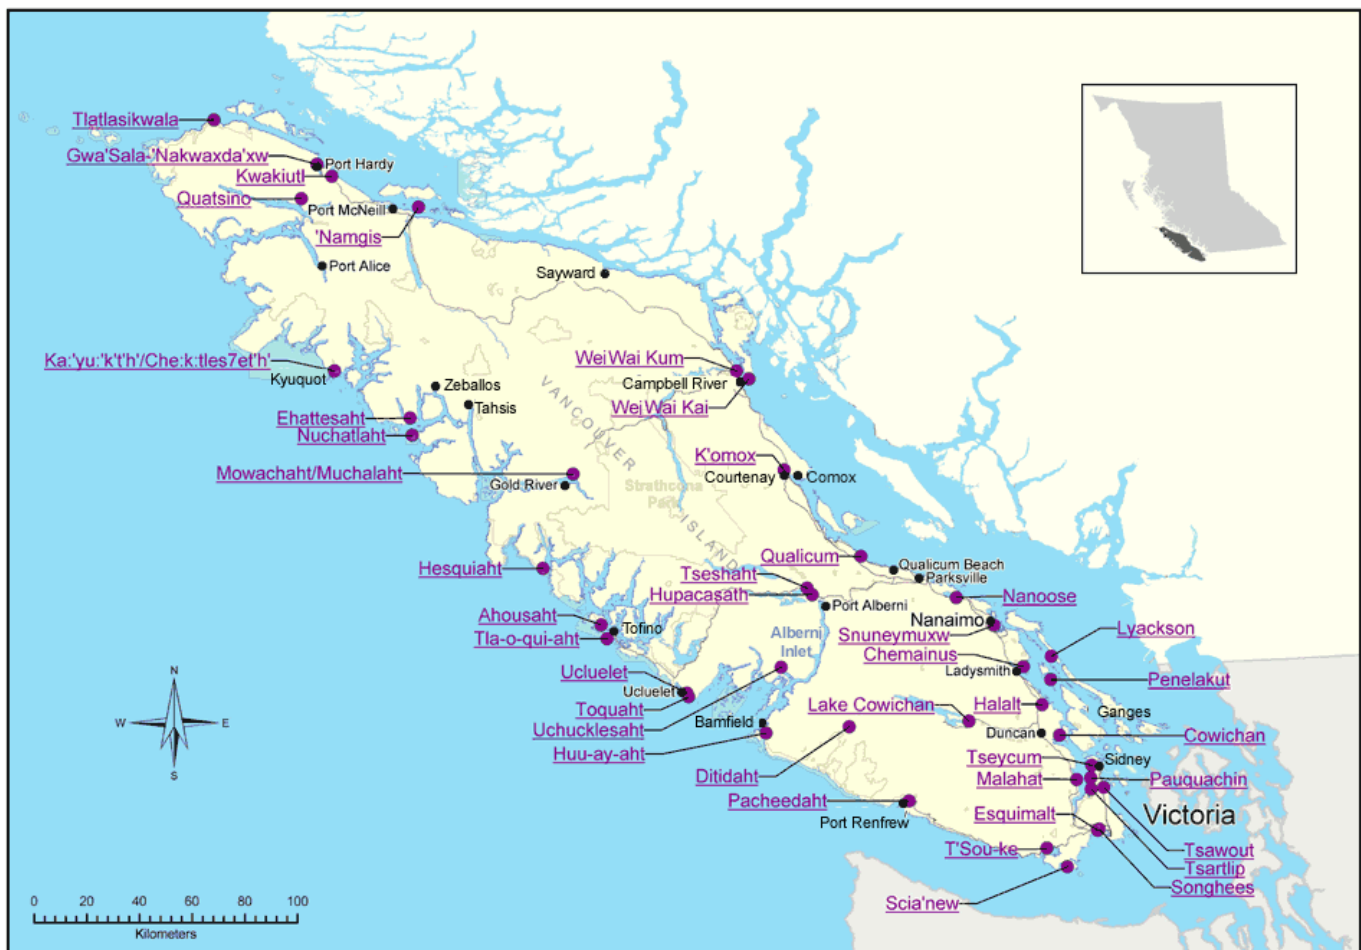 Tlatlasikwala
Gwa'Sala-'Nakwaxda'xw
Port Hardy
Kwakiutl
Quatsino
Port McNeill
'Namgis
Port Alice
Sayward
Ka:'yu:'k't'h'/Che:k:tles7et'h'
Kyuquot
Wei Wai Kum
Campbell River
Wei Wai Kai
Zeballos
Tahsis
Ehattesaht
Nuchatlaht
VANCOUVER
ISLAND
Mowachaht/Muchalaht
Gold River
Strathcona
Park
K'omox
Courtenay
Comox
Hesquiaht
Qualicum
Qualicum Beach
Parksville
Tseshaht
Hupacasath
Port Alberni
Nanoose
Ahousaht
Tofino
Tla-o-qui-aht
Alberni
Inlet
Nanaimo
Snuneymuxw
Lyackson
Chemainus
Ladysmith
Penelakut
Ucluelet
Ucluelet
Toquaht
Uchucklesaht
Bamfield
Huu-ay-aht
Lake Cowichan
Halalt
Ganges
Duncan
Cowichan
Ditidaht
Tseycum
Sidney
Malahat
Pauquachin
Pacheedaht
Port Renfrew
Esquimalt
Victoria
T'Sou-ke
Tsawout
Tsartlip
Songhees
Scia'new
N
W
E
S
0 20 40 60 80 100
Kilometers